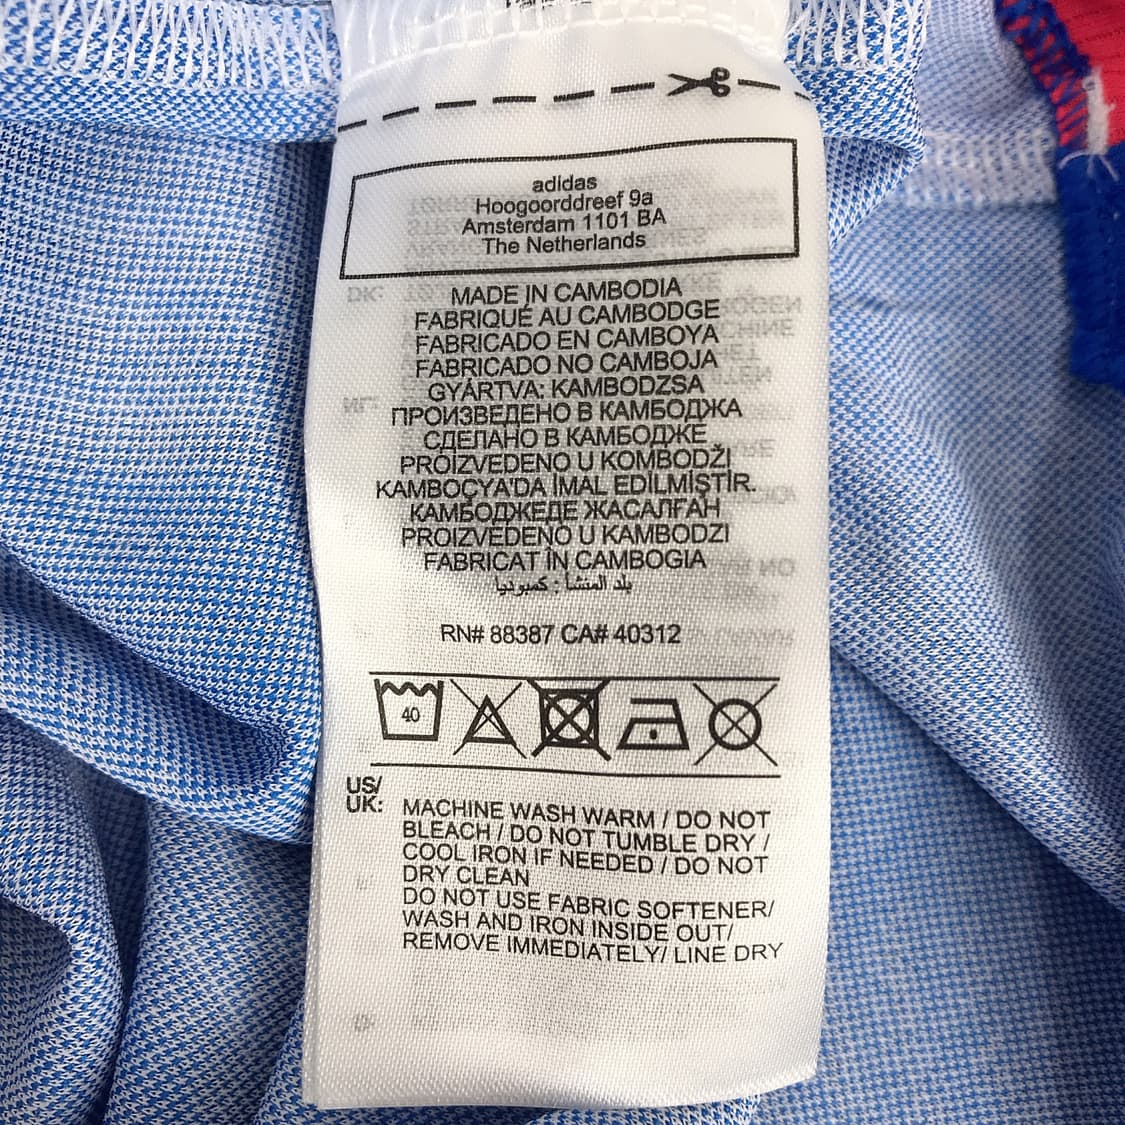 adidas
Hoogoorddreef 9a
Amsterdam 1101 BA
The Netherlands
MADE IN CAMBODIA
FABRIQUÉ AU CAMBODGE
FABRICADO EN CAMBOYA
FABRICADO NO CAMBOJA
GYÁRTVA: KAMBODZSA
ПРОИЗВЕДЕНО В КАМБОДЖА
СДЕЛАНО В КАМБОДЖЕ
PROIZVEDENO U KOMBODŽI
KAMBOÇYA'DA İMAL EDİLMİŞTİR.
КАМБОДЖЕДЕ ЖАСАЛҒАН
PROIZVEDENO U KAMBODZI
FABRICAT ÎN CAMBOGIA
بلد المنشأ : كمبوديا
RN# 88387 CA# 40312
40
US/
UK: MACHINE WASH WARM / DO NOT
BLEACH / DO NOT TUMBLE DRY /
COOL IRON IF NEEDED / DO NOT
DRY CLEAN
DO NOT USE FABRIC SOFTENER/
WASH AND IRON INSIDE OUT/
REMOVE IMMEDIATELY/ LINE DRY